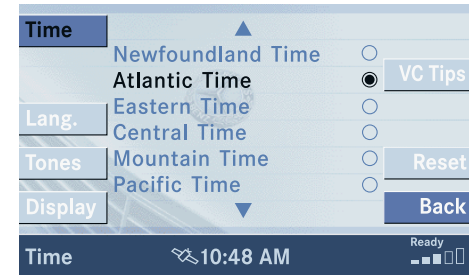 Time
Newfoundland Time
Atlantic Time
VC Tips
Eastern Time
Lang.
Central Time
Tones
Mountain Time
Reset
Pacific Time
Display
Back
Time
10:48 AM
Ready